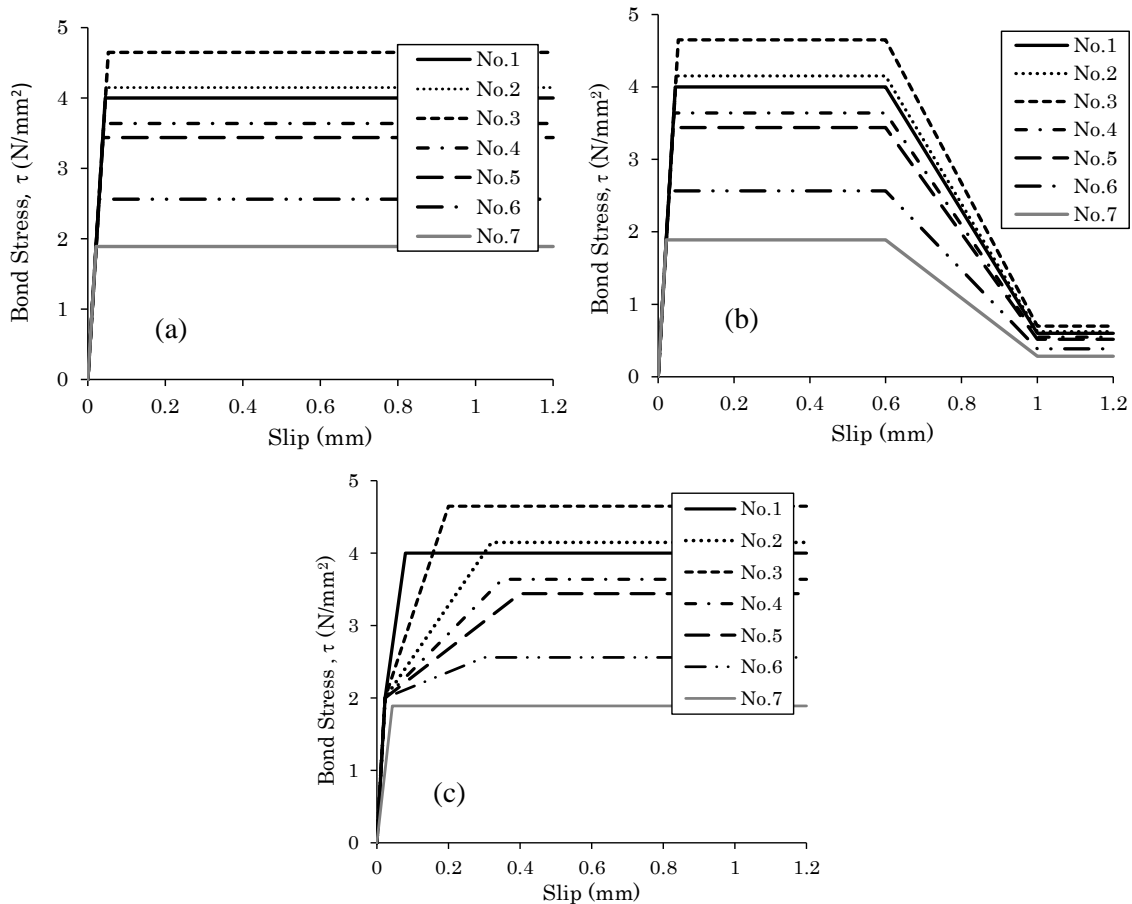 Bond Stress, τ (N/mm²)
5
4
3
2
1
0
No.1
No.2
No.3
No.4
No.5
No.6
No.7
(a)
0 0.2 0.4 0.6 0.8 1 1.2
Slip (mm)
Bond Stress, τ (N/mm²)
5
4
3
2
1
0
No.1
No.2
No.3
No.4
No.5
No.6
No.7
(b)
0 0.2 0.4 0.6 0.8 1 1.2
Slip (mm)
Bond Stress , τ (N/mm²)
5
4
3
2
1
0
No.1
No.2
No.3
No.4
No.5
No.6
No.7
(c)
0 0.2 0.4 0.6 0.8 1 1.2
Slip (mm)